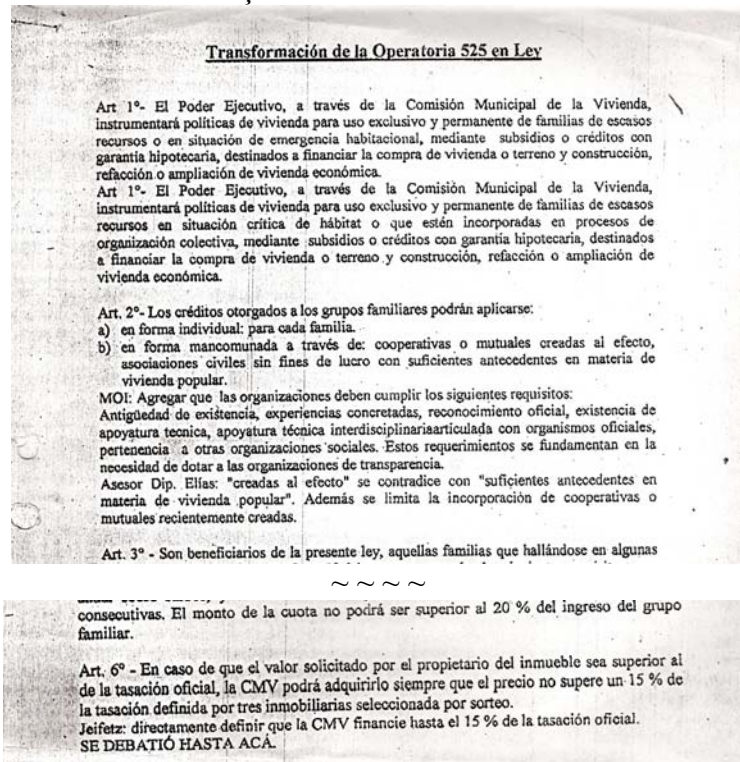 Transformación de la Operatoria 525 en Ley
Art 1º- El Poder Ejecutivo, a través de la Comisión Municipal de la Vivienda,
instrumentará políticas de vivienda para uso exclusivo y permanente de familias de escasos
recursos o en situación de emergencia habitacional, mediante subsidios o créditos con
garantía hipotecaria, destinados a financiar la compra de vivienda o terreno y construcción,
refacción o ampliación de vivienda económica.
Art 1º- El Poder Ejecutivo, a través de la Comisión Municipal de la Vivienda,
instrumentará políticas de vivienda para uso exclusivo y permanente de familias de escasos
recursos en situación crítica de hábitat o que estén incorporadas en procesos de
organización colectiva, mediante subsidios o créditos con garantía hipotecaria, destinados
a financiar la compra de vivienda o terreno y construcción, refacción o ampliación de
vivienda económica.
Art. 2º- Los créditos otorgados a los grupos familiares podrán aplicarse:
a) en forma individual: para cada familia.
b) en forma mancomunada a través de: cooperativas o mutuales creadas al efecto,
asociaciones civiles sin fines de lucro con suficientes antecedentes en materia de
vivienda popular.
MOI: Agregar que las organizaciones deben cumplir los siguientes requisitos:
Antigüedad de existencia, experiencias concretadas, reconocimiento oficial, existencia de
apoyatura tecnica, apoyatura técnica interdisciplinariaarticulada con organismos oficiales,
pertenencia a otras organizaciones sociales. Estos requerimientos se fundamentan en la
necesidad de dotar a las organizaciones de transparencia.
Asesor Dip. Elías: "creadas al efecto" se contradice con "suficientes antecedentes en
materia de vivienda popular". Además se limita la incorporación de cooperativas o
mutuales recientemente creadas.
Art. 3º - Son beneficiarios de la presente ley, aquellas familias que hallándose en algunas
~ ~ ~ ~
consecutivas. El monto de la cuota no podrá ser superior al 20 % del ingreso del grupo
familiar.
Art. 6º - En caso de que el valor solicitado por el propietario del inmueble sea superior al
de la tasación oficial, la CMV podrá adquirirlo siempre que el precio no supere un 15 % de
la tasación definida por tres inmobiliarias seleccionada por sorteo.
Jeifetz: directamente definir que la CMV financie hasta el 15 % de la tasación oficial.
SE DEBATIÓ HASTA ACÁ.